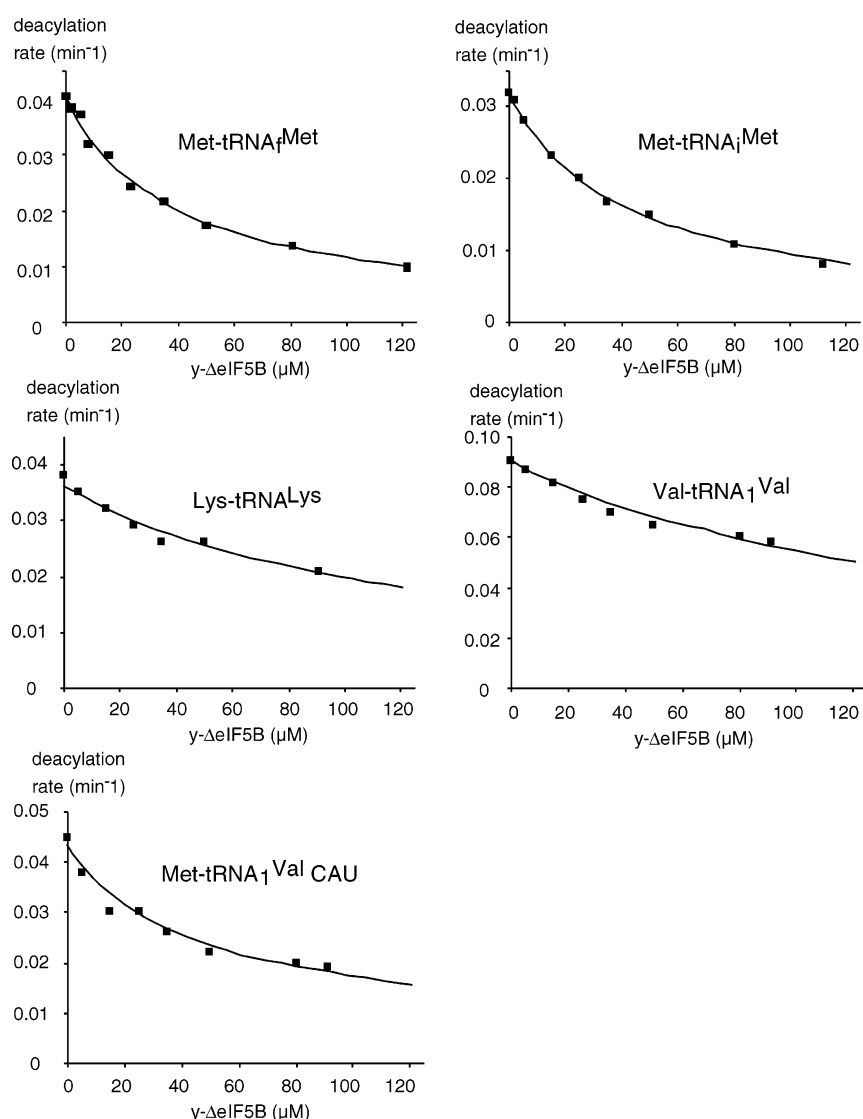 deacylation
rate (min-1)
0.04
0.03
0.02
0.01
0
Met-tRNAfMet
0 20 40 60 80 100 120
y-ΔeIF5B (µM)
deacylation
rate (min-1)
0.03
0.02
0.01
0
Met-tRNAiMet
0 20 40 60 80 100 120
y-ΔeIF5B (µM)
deacylation
rate (min-1)
0.04
0.03
0.02
0.01
0
Lys-tRNALys
0 20 40 60 80 100 120
y-ΔeIF5B (µM)
deacylation
rate (min-1)
0.10
0.08
0.06
0.04
0.02
0
Val-tRNA1Val
0 20 40 60 80 100 120
y-ΔeIF5B (µM)
deacylation
rate (min-1)
0.05
0.04
0.03
0.02
0.01
0
Met-tRNA1Val CAU
0 20 40 60 80 100 120
y-ΔeIF5B (µM)